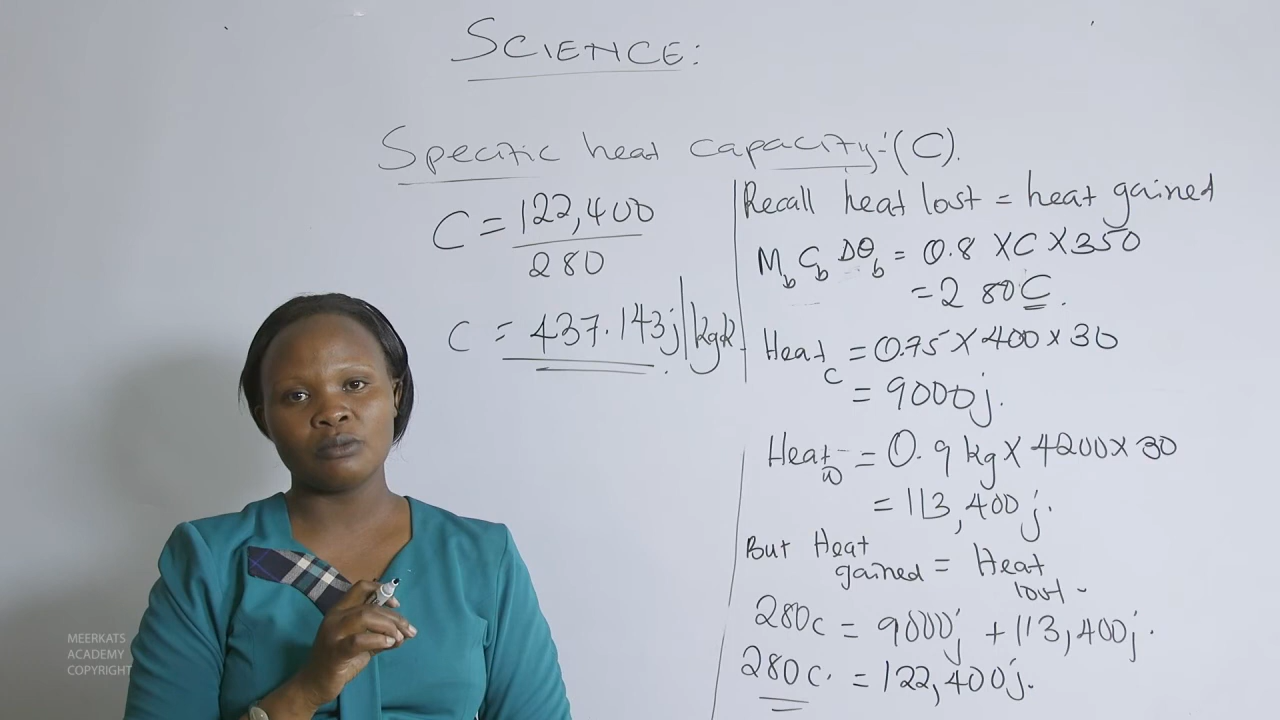 SCIENCE:
Specific heat capacity:(C).
C = 122,400
280
C = 437.143j/kgk.
Recall heat lost = heat gained
MbCbΔθb = 0.8 X C X 350
= 280C.
Heatc = 0.75 X 400 X 30
= 9000j.
Heatw = 0.9 kg X 4200 X 30
= 113,400j.
But Heat
gained = Heat
lost.
280c = 9000j + 113,400j.
280c. = 122,400j.
MEERKATS
ACADEMY
COPYRIGHT